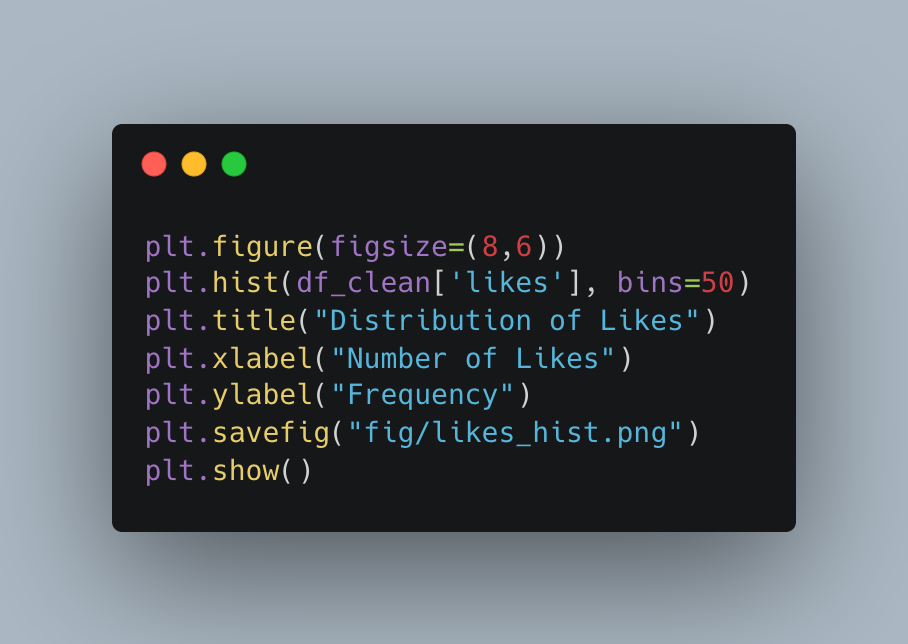 plt.figure(figsize=(8,6))
plt.hist(df_clean['likes'], bins=50)
plt.title("Distribution of Likes")
plt.xlabel("Number of Likes")
plt.ylabel("Frequency")
plt.savefig("fig/likes_hist.png")
plt.show()